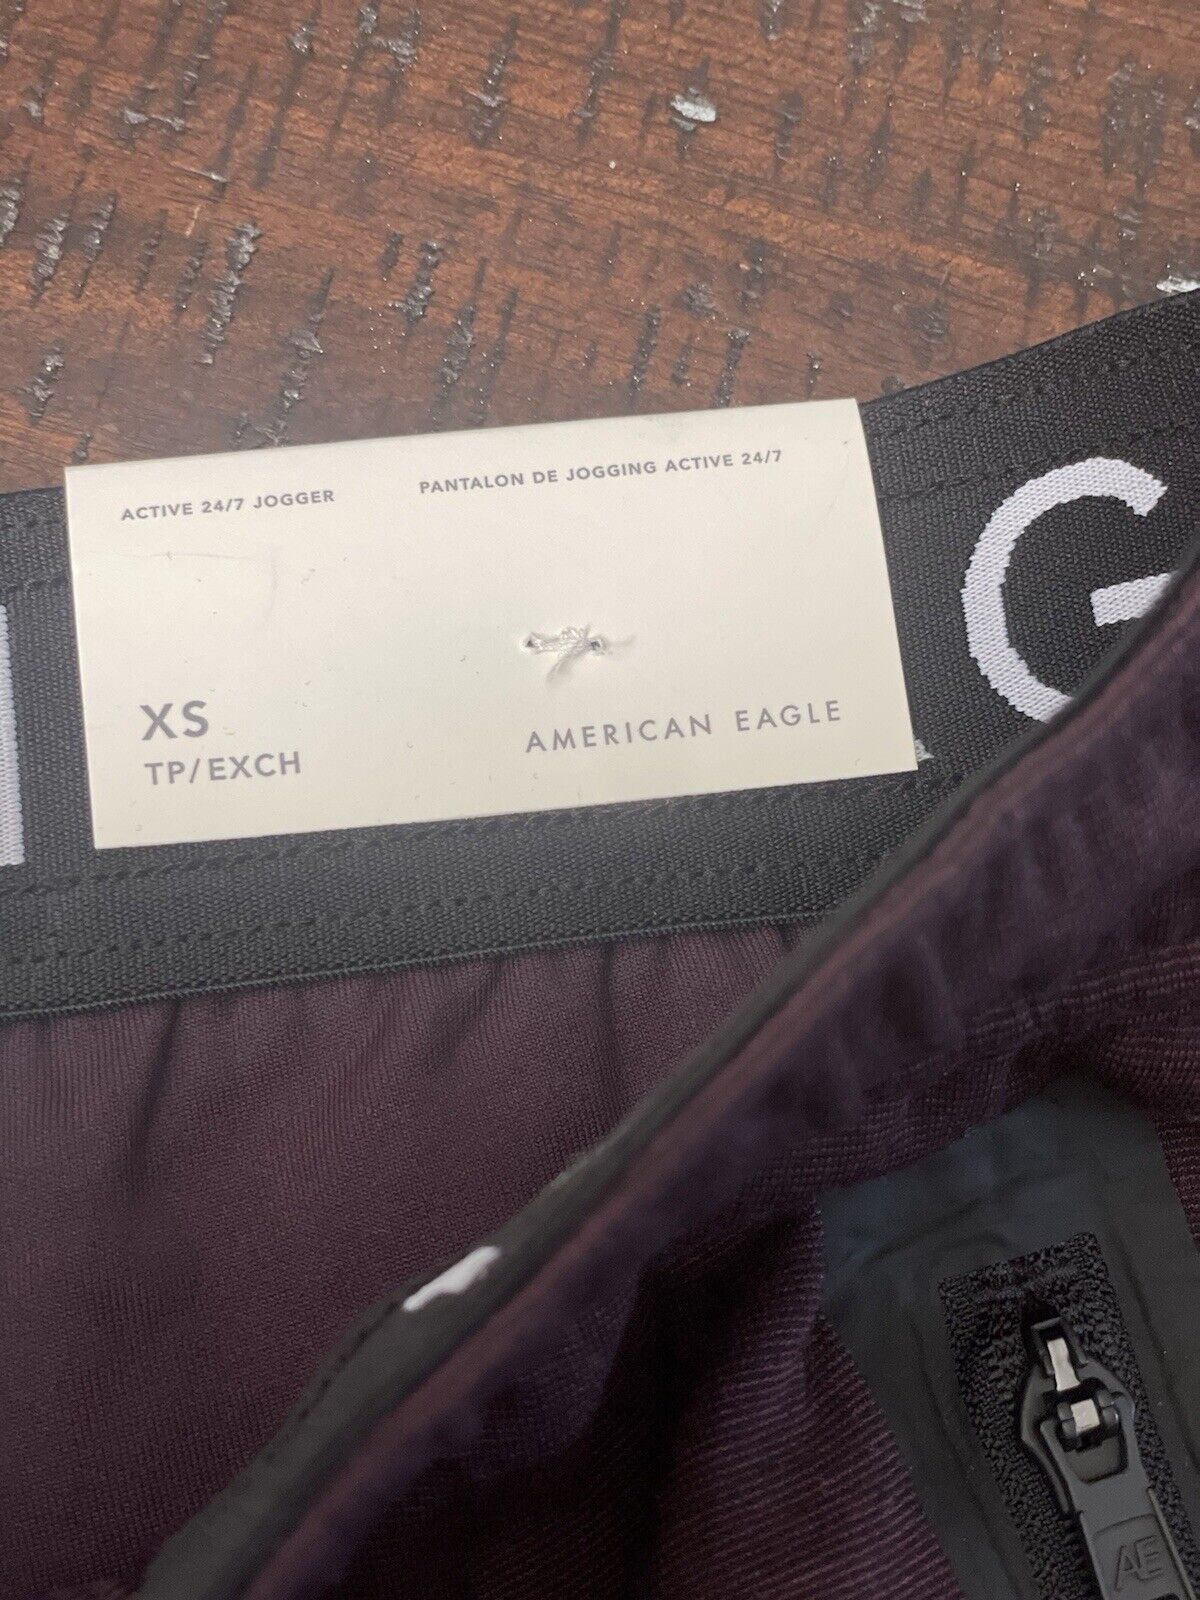 ACTIVE 24/7 JOGGER
PANTALON DE JOGGING ACTIVE 24/7
XS
TP/EXCH
AMERICAN EAGLE
G
AE